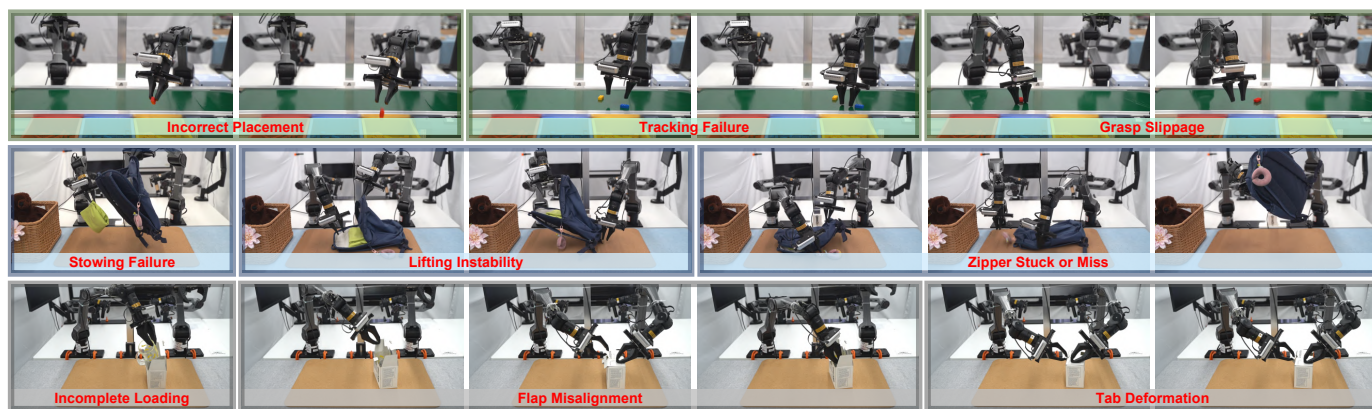 Incorrect Placement
Tracking Failure
Grasp Slippage
Stowing Failure
Lifting Instability
Zipper Stuck or Miss
Incomplete Loading
Flap Misalignment
Tab Deformation